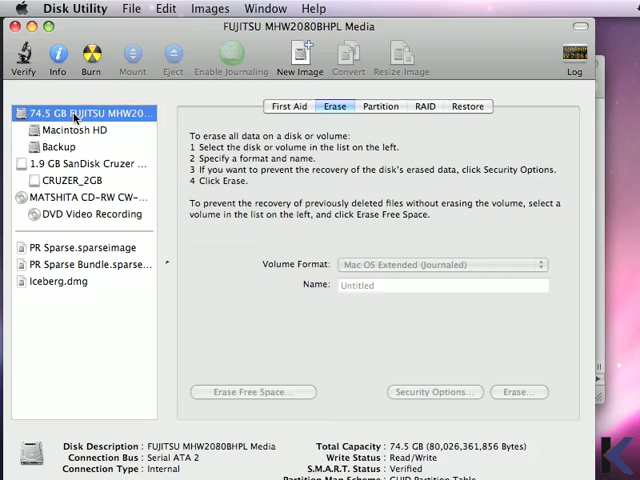 Disk Utility File Edit Images Window Help
FUJITSU MHW2080BHPL Media
Verify Info Burn Mount Eject Enable Journaling New Image Convert Resize Image Log
74.5 GB FUJITSU MHW20...
Macintosh HD
Backup
1.9 GB SanDisk Cruzer ...
CRUZER_2GB
MATSHITA CD-RW CW-...
DVD Video Recording
PR Sparse.sparseimage
PR Sparse Bundle.sparse...
Iceberg.dmg
First Aid Erase Partition RAID Restore
To erase all data on a disk or volume:
1 Select the disk or volume in the list on the left.
2 Specify a format and name.
3 If you want to prevent the recovery of the disk's erased data, click Security Options.
4 Click Erase.
To prevent the recovery of previously deleted files without erasing the volume, select a
volume in the list on the left, and click Erase Free Space.
Volume Format: Mac OS Extended (Journaled)
Name: Untitled
Erase Free Space... Security Options... Erase...
Disk Description : FUJITSU MHW2080BHPL Media
Connection Bus : Serial ATA 2
Connection Type : Internal
Total Capacity : 74.5 GB (80,026,361,856 Bytes)
Write Status : Read/Write
S.M.A.R.T. Status : Verified
Partition Map Scheme : GUID Partition Table